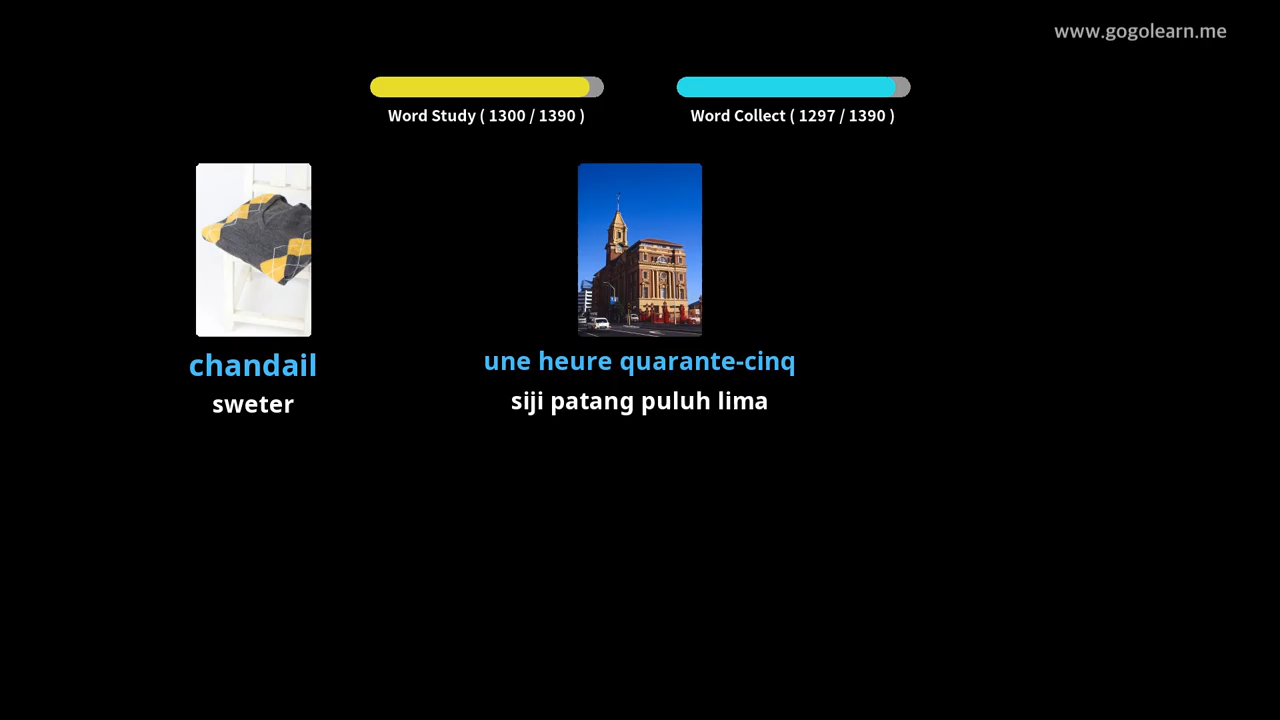 www.gogolearn.me
Word Study ( 1300 / 1390 )
Word Collect ( 1297 / 1390 )
chandail
sweter
une heure quarante-cinq
siji patang puluh lima